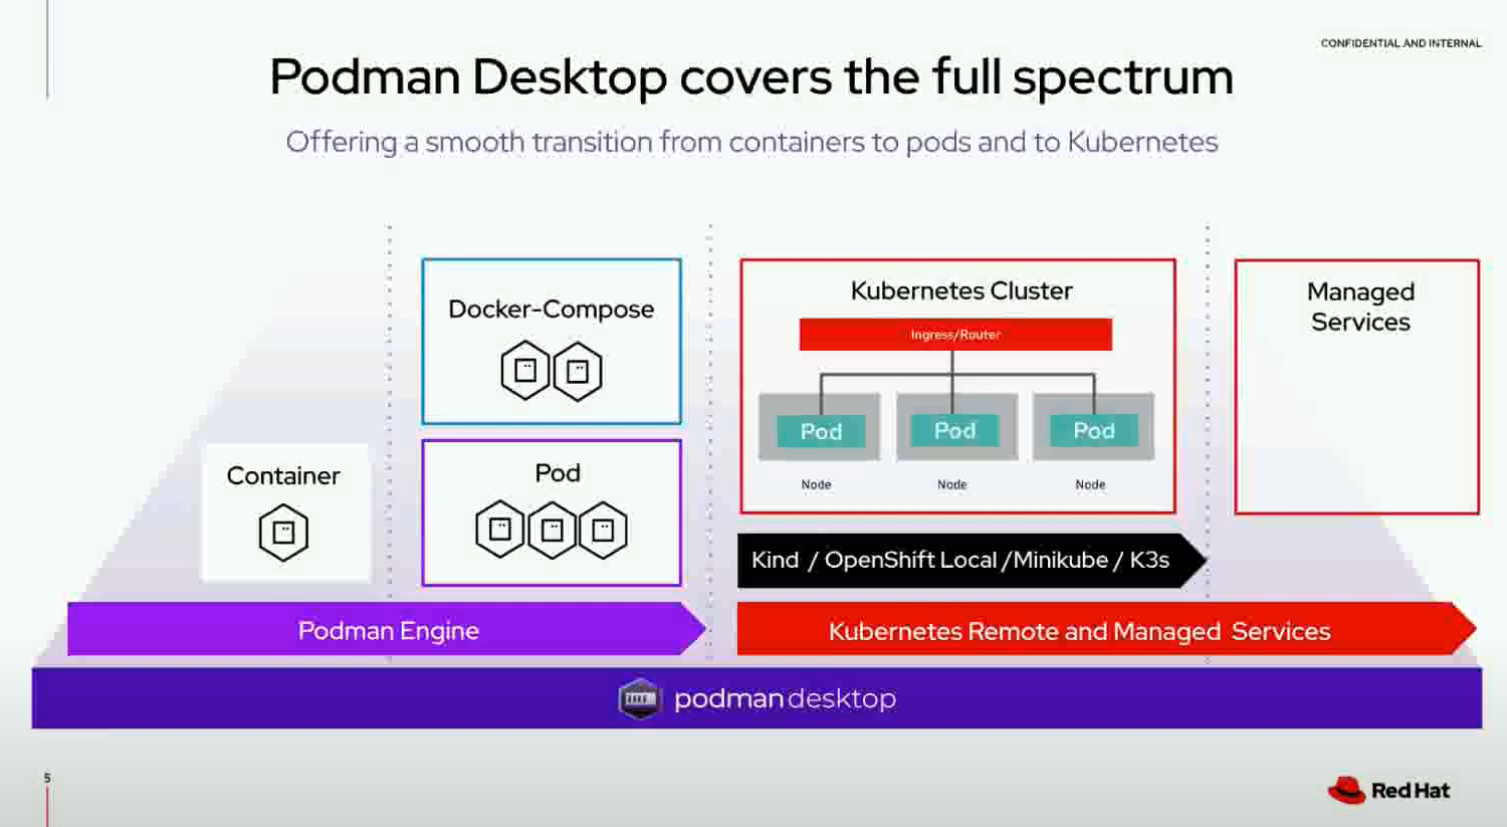 CONFIDENTIAL AND INTERNAL
Podman Desktop covers the full spectrum
Offering a smooth transition from containers to pods and to Kubernetes
Container
Docker-Compose
Pod
Kubernetes Cluster
Ingress/Router
Pod
Pod
Pod
Node
Node
Node
Managed
Services
Kind / OpenShift Local /Minikube / K3s
Podman Engine
Kubernetes Remote and Managed Services
podman desktop
5
Red Hat